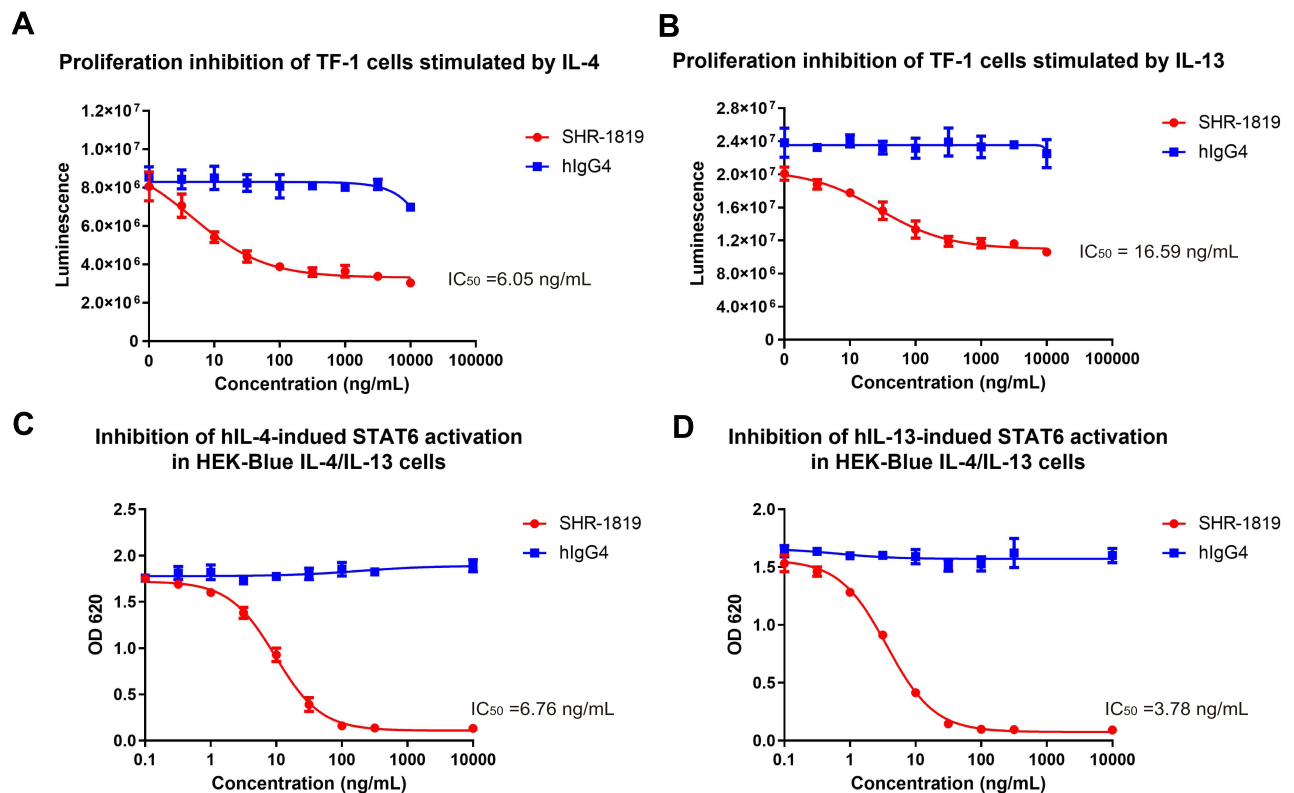 A
Proliferation inhibition of TF-1 cells stimulated by IL-4
1.2×10⁷
1.0×10⁷
8.0×10⁶
6.0×10⁶
4.0×10⁶
2.0×10⁶
0
Luminescence
0
10
100
1000
10000
100000
Concentration (ng/mL)
SHR-1819
hIgG4
IC₅₀ =6.05 ng/mL
B
Proliferation inhibition of TF-1 cells stimulated by IL-13
2.8×10⁷
2.4×10⁷
2.0×10⁷
1.6×10⁷
1.2×10⁷
8.0×10⁶
4.0×10⁶
0
Luminescence
0
10
100
1000
10000
100000
Concentration (ng/mL)
SHR-1819
hIgG4
IC₅₀ = 16.59 ng/mL
C
Inhibition of hIL-4-indued STAT6 activation
in HEK-Blue IL-4/IL-13 cells
2.5
2.0
1.5
1.0
0.5
0.0
OD 620
0.1
1
10
100
1000
10000
Concentration (ng/mL)
SHR-1819
hIgG4
IC₅₀ =6.76 ng/mL
D
Inhibition of hIL-13-indued STAT6 activation
in HEK-Blue IL-4/IL-13 cells
2.0
1.5
1.0
0.5
0.0
OD 620
0.1
1
10
100
1000
10000
Concentration (ng/mL)
SHR-1819
hIgG4
IC₅₀ =3.78 ng/mL